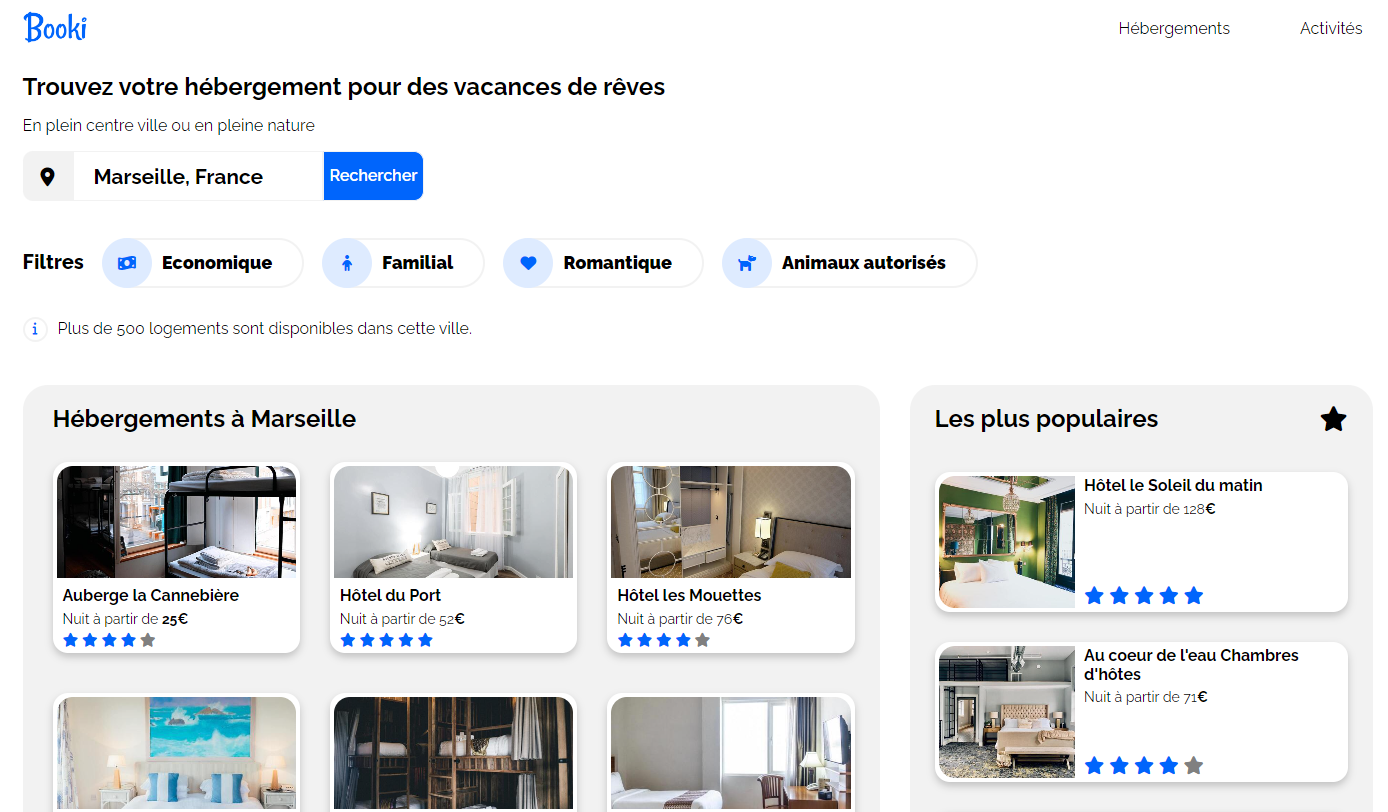 Booki
Hébergements
Activités
Trouvez votre hébergement pour des vacances de rêves
En plein centre ville ou en pleine nature
Marseille, France
Rechercher
Filtres
Economique
Familial
Romantique
Animaux autorisés
Plus de 500 logements sont disponibles dans cette ville.
Hébergements à Marseille
Auberge la Cannebière
Nuit à partir de 25€
Hôtel du Port
Nuit à partir de 52€
Hôtel les Mouettes
Nuit à partir de 76€
Les plus populaires
Hôtel le Soleil du matin
Nuit à partir de 128€
Au coeur de l'eau Chambres
d'hôtes
Nuit à partir de 71€